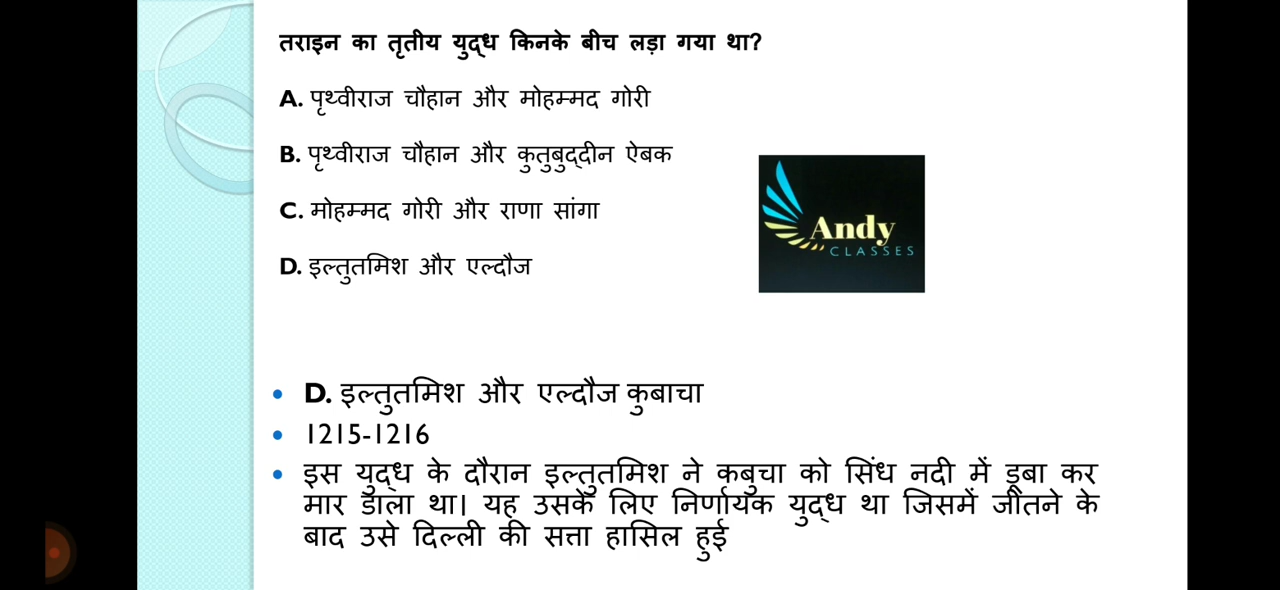 तराइन का तृतीय युद्ध किनके बीच लड़ा गया था?
A. पृथ्वीराज चौहान और मोहम्मद गोरी
B. पृथ्वीराज चौहान और कुतुबुद्दीन ऐबक
C. मोहम्मद गोरी और राणा सांगा
D. इल्तुतमिश और एल्दौज
Andy
CLASSES
D. इल्तुतमिश और एल्दौज कुबाचा
1215-1216
इस युद्ध के दौरान इल्तुतमिश ने कबुचा को सिंध नदी में डूबा कर
मार डाला था। यह उसके लिए निर्णायक युद्ध था जिसमें जीतने के
बाद उसे दिल्ली की सत्ता हासिल हुई